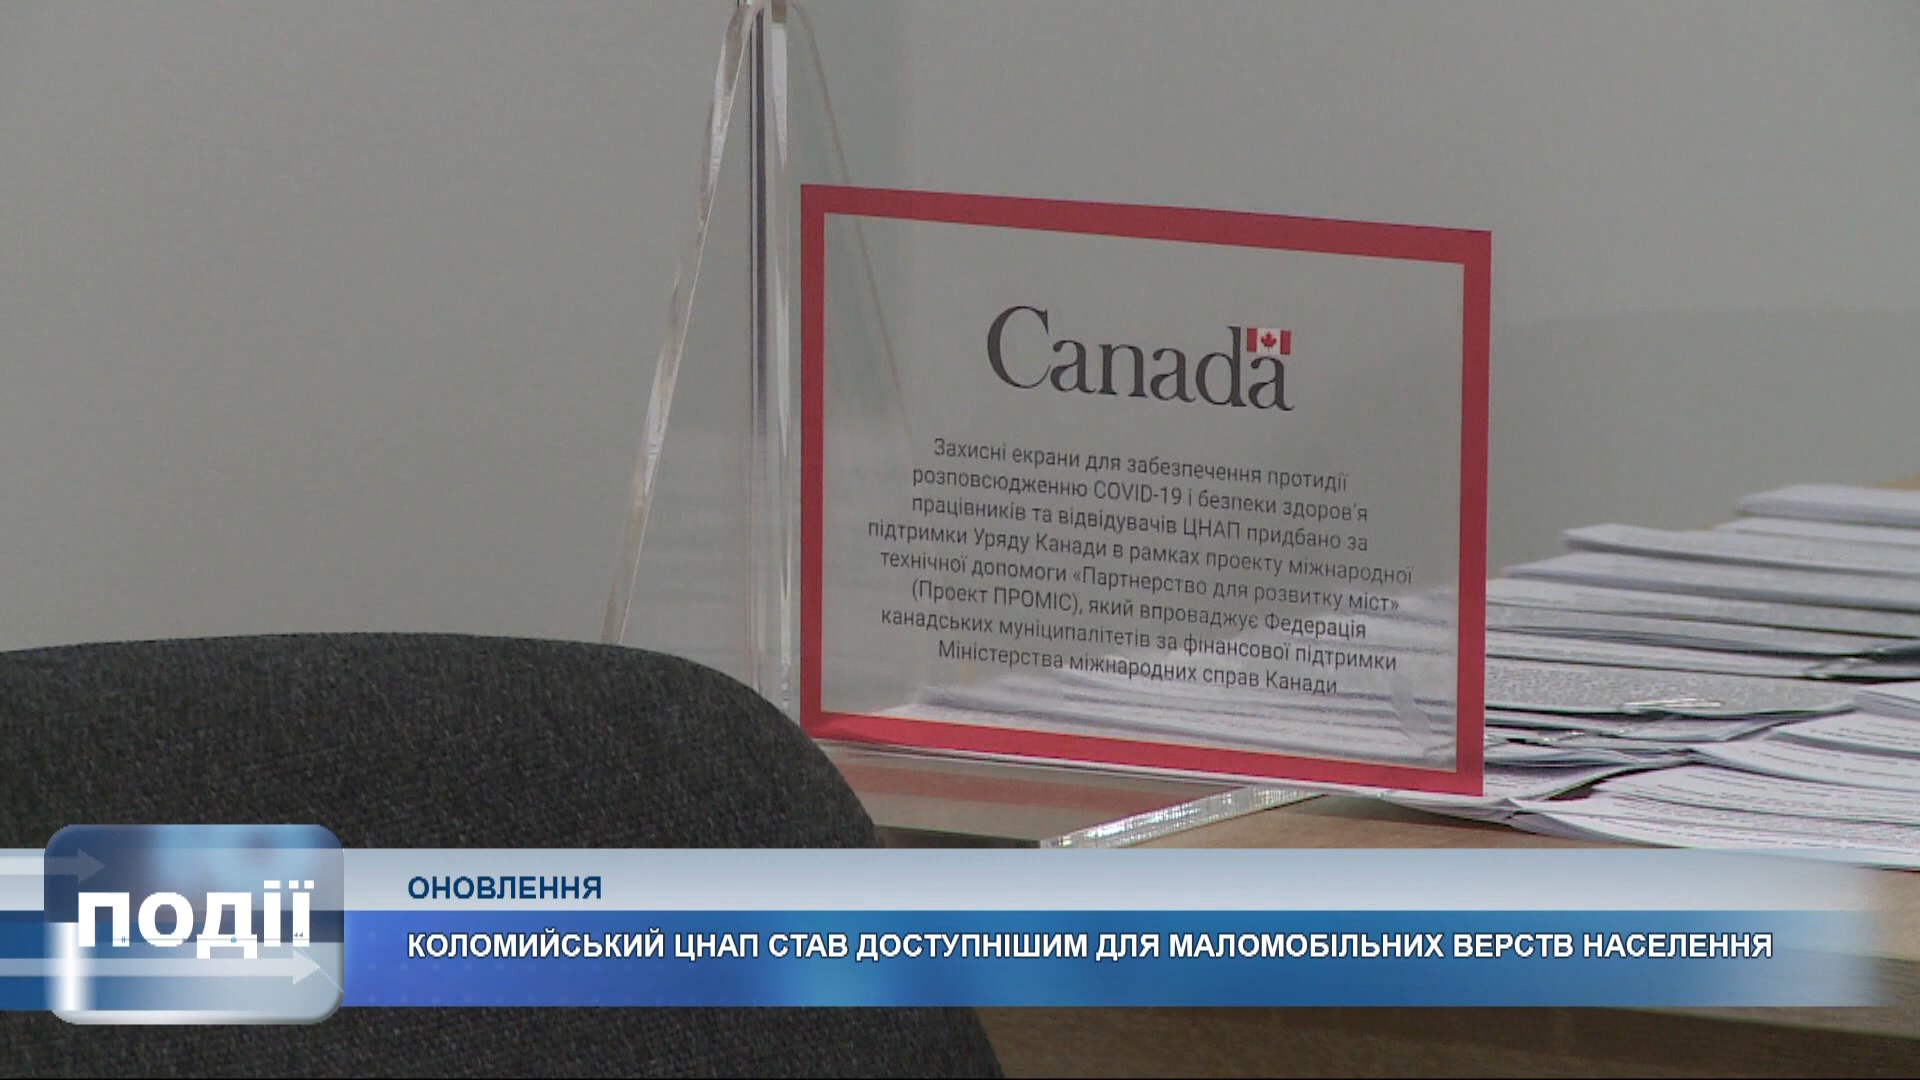 Canada
Захисні екрани для забезпечення протидії
розповсюдженню COVID-19 і безпеки здоров'я
працівників та відвідувачів ЦНАП придбано за
підтримки Уряду Канади в рамках проекту міжнародної
технічної допомоги «Партнерство для розвитку міст»
(Проект ПРОМІС), який впроваджує Федерація
канадських муніципалітетів за фінансової підтримки
Міністерства міжнародних справ Канади
події
ОНОВЛЕННЯ
КОЛОМИЙСЬКИЙ ЦНАП СТАВ ДОСТУПНІШИМ ДЛЯ МАЛОМОБІЛЬНИХ ВЕРСТВ НАСЕЛЕННЯ